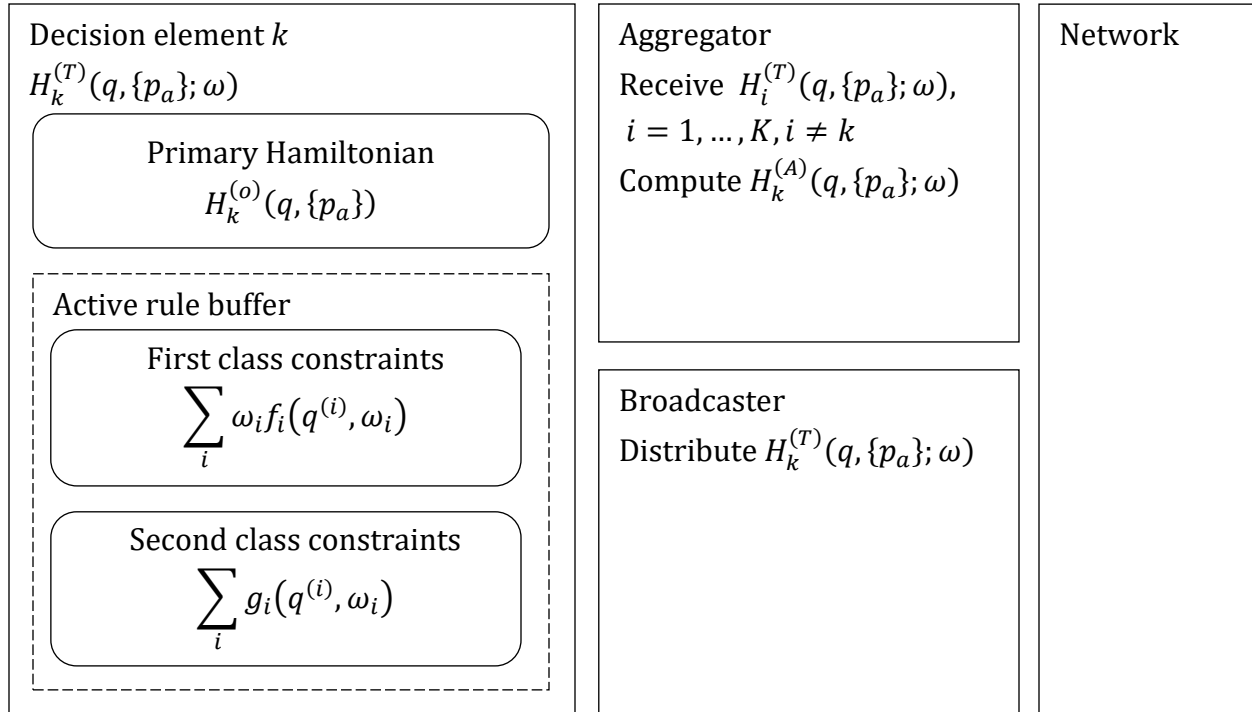 Decision element k
H_k^{(T)}(q, {p_a}; ω)
Primary Hamiltonian
H_k^{(o)}(q, {p_a})
Active rule buffer
First class constraints
∑_i ω_i f_i(q^{(i)}, ω_i)
Second class constraints
∑_i g_i(q^{(i)}, ω_i)
Aggregator
Receive H_i^{(T)}(q, {p_a}; ω),
i = 1, …, K, i ≠ k
Compute H_k^{(A)}(q, {p_a}; ω)
Broadcaster
Distribute H_k^{(T)}(q, {p_a}; ω)
Network